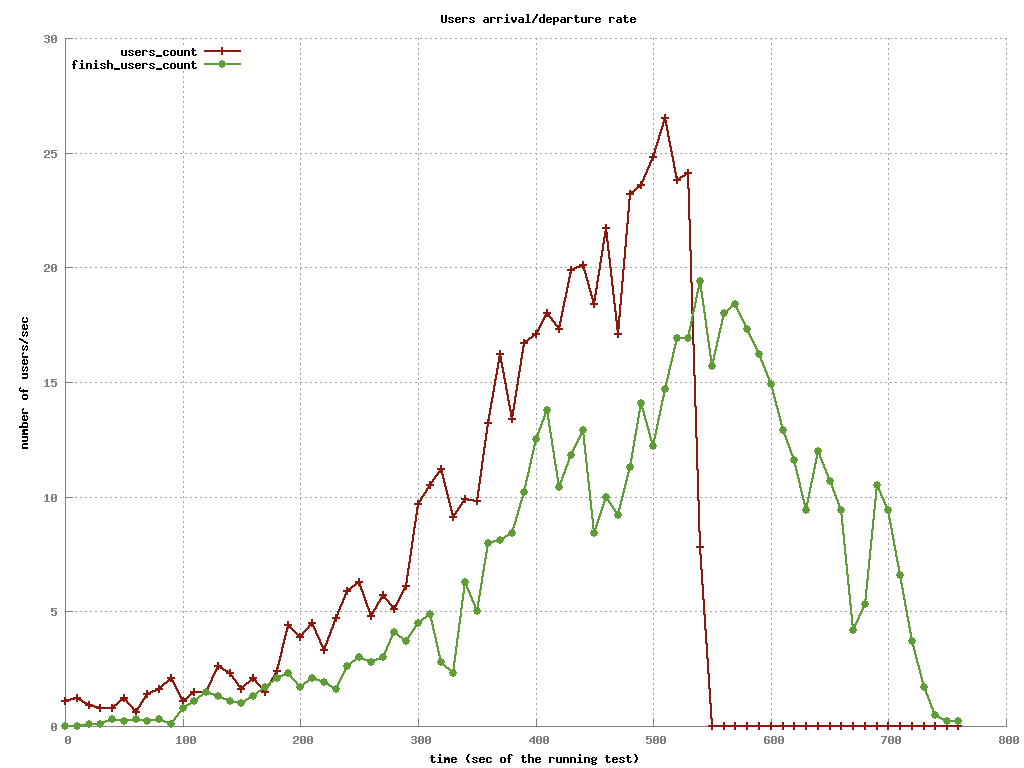 Users arrival/departure rate
users_count
finish_users_count
30
25
20
15
10
5
0
number of users/sec
0 100 200 300 400 500 600 700 800
time (sec of the running test)